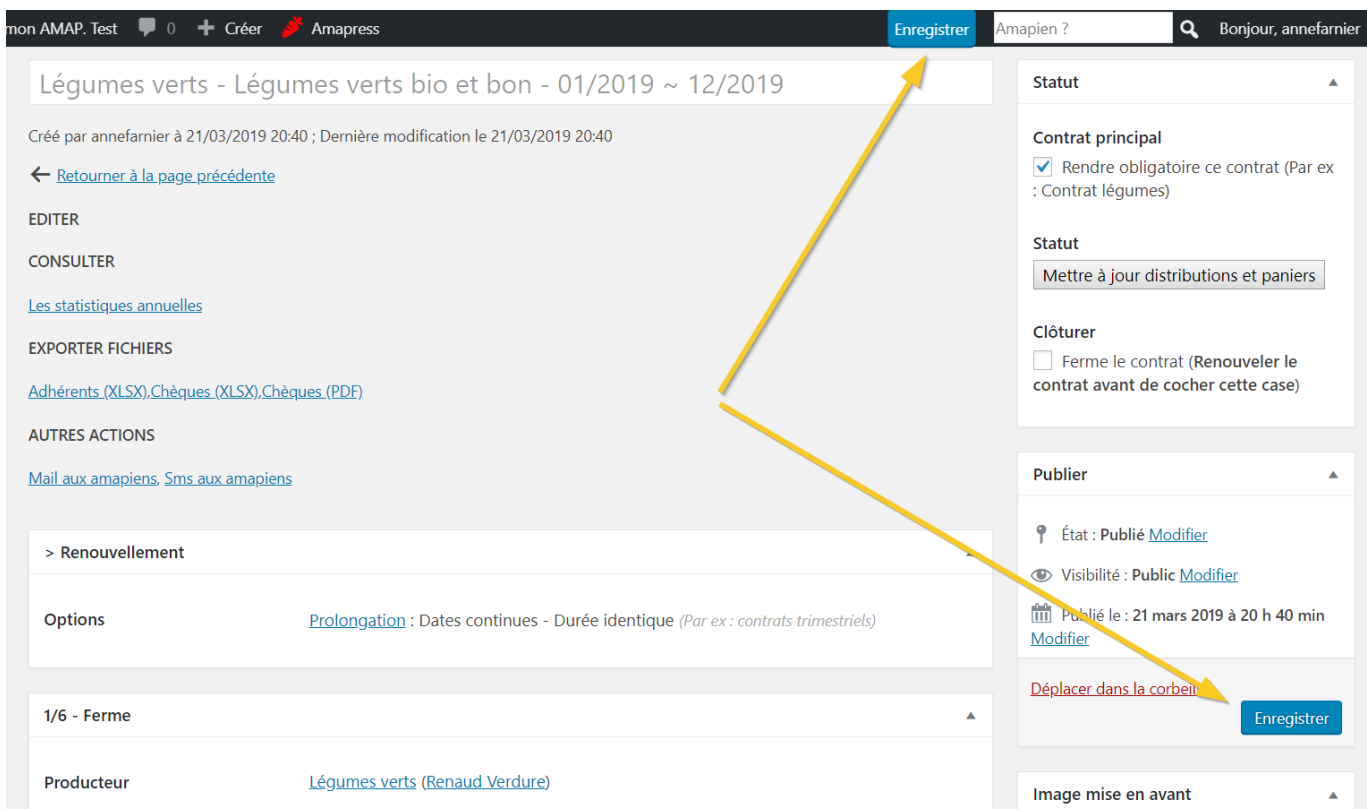 mon AMAP. Test 0 Créer Amapress Enregistrer Amapien ? Bonjour, annefarnier
Légumes verts - Légumes verts bio et bon - 01/2019 ~ 12/2019
Créé par annefarnier à 21/03/2019 20:40 ; Dernière modification le 21/03/2019 20:40
Retourner à la page précédente
EDITER
CONSULTER
Les statistiques annuelles
EXPORTER FICHIERS
Adhérents (XLSX),Chèques (XLSX),Chèques (PDF)
AUTRES ACTIONS
Mail aux amapiens, Sms aux amapiens
> Renouvellement
Options
Prolongation : Dates continues - Durée identique (Par ex : contrats trimestriels)
1/6 - Ferme
Producteur
Légumes verts (Renaud Verdure)
Statut
Contrat principal
Rendre obligatoire ce contrat (Par ex
: Contrat légumes)
Statut
Mettre à jour distributions et paniers
Clôturer
Ferme le contrat (Renouveler le
contrat avant de cocher cette case)
Publier
État : Publié Modifier
Visibilité : Public Modifier
Publié le : 21 mars 2019 à 20 h 40 min
Modifier
Déplacer dans la corbeille
Enregistrer
Image mise en avant